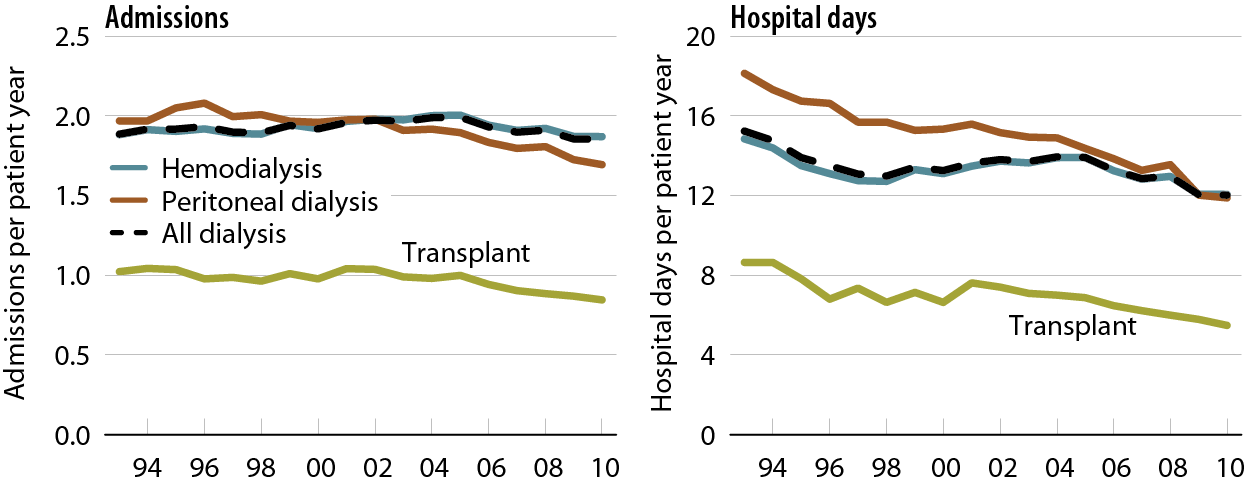 Admissions
Admissions per patient year
2.5
2.0
1.5
1.0
0.5
0.0
Hemodialysis
Peritoneal dialysis
All dialysis
Transplant
94 96 98 00 02 04 06 08 10
Hospital days
Hospital days per patient year
20
16
12
8
4
0
Transplant
94 96 98 00 02 04 06 08 10